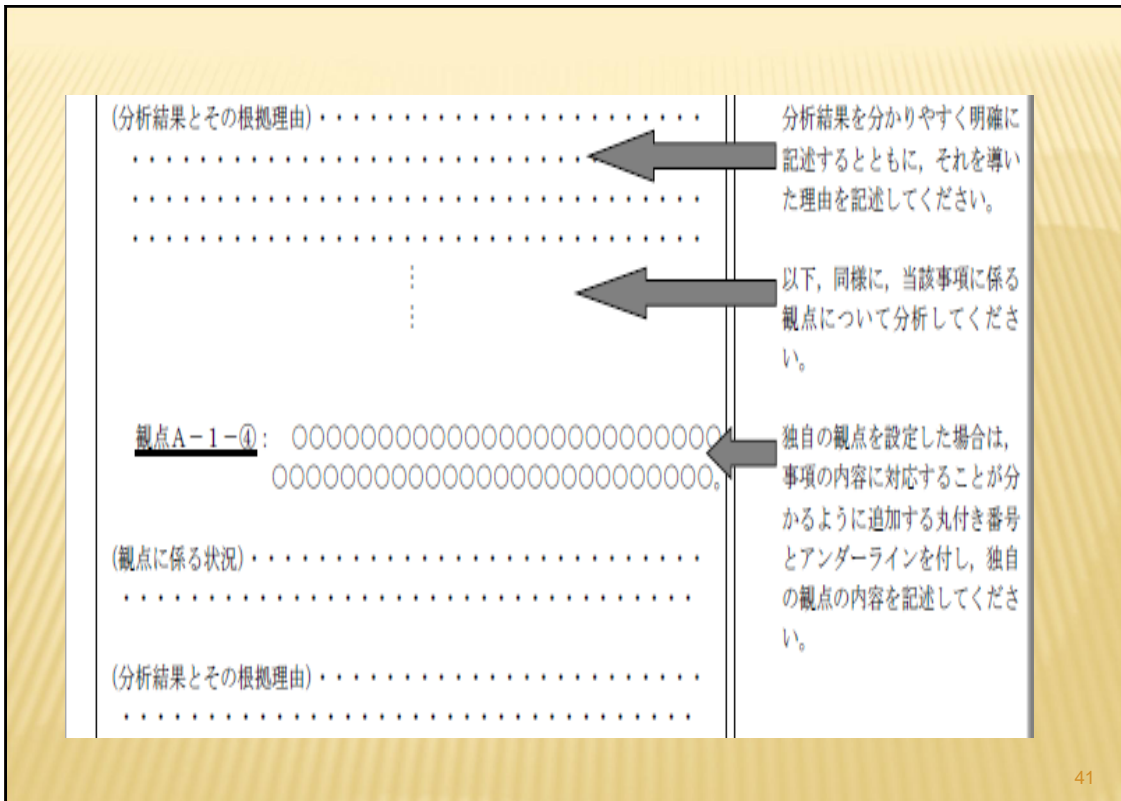 (分析結果とその根拠理由)・・・・・・・・・・・・・・・・・・・・・・・
・・・・・・・・・・・・・・・・・・・・・・・・・・・・
・・・・・・・・・・・・・・・・・・・・・・・・・・・・・・・・・・
・・・・・・・・・・・・・・・・・・・・・・・・・・・・・・・・・・
分析結果を分かりやすく明確に
記述するとともに，それを導い
た理由を記述してください。
以下，同様に，当該事項に係る
観点について分析してくださ
い。
観点A－1－④： ○○○○○○○○○○○○○○○○○○○○○○○○○
○○○○○○○○○○○○○○○○○○○○○○○○○○。
独自の観点を設定した場合は，
事項の内容に対応することが分
かるように追加する丸付き番号
とアンダーラインを付し，独自
の観点の内容を記述してくださ
い。
(観点に係る状況)・・・・・・・・・・・・・・・・・・・・・・・・・・・
・・・・・・・・・・・・・・・・・・・・・・・・・・・・・・・・・・
(分析結果とその根拠理由)・・・・・・・・・・・・・・・・・・・・・・・
・・・・・・・・・・・・・・・・・・・・・・・・・・・・・・・・・・
41